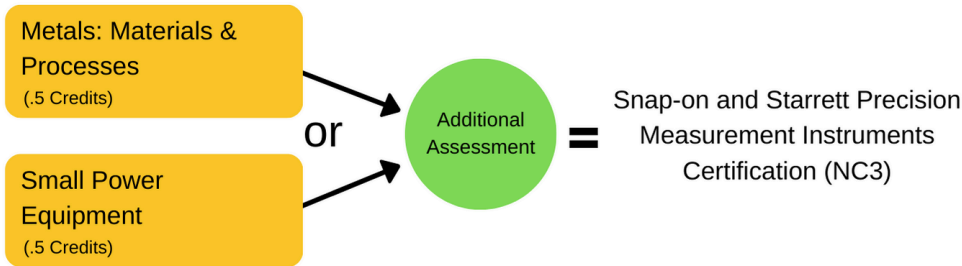 Metals: Materials &
Processes
(.5 Credits)
or
Small Power
Equipment
(.5 Credits)
Additional
Assessment
=
Snap-on and Starrett Precision
Measurement Instruments
Certification (NC3)